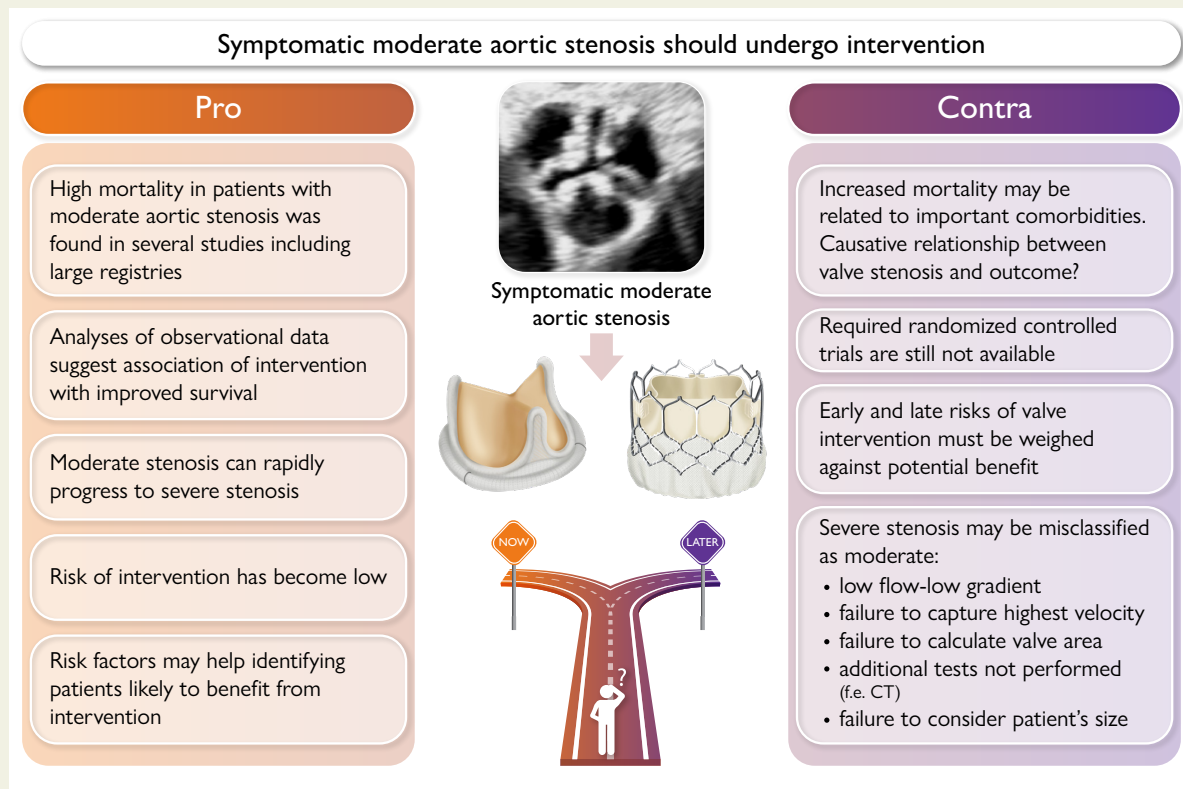 Symptomatic moderate aortic stenosis should undergo intervention
Pro
High mortality in patients with
moderate aortic stenosis was
found in several studies including
large registries
Analyses of observational data
suggest association of intervention
with improved survival
Moderate stenosis can rapidly
progress to severe stenosis
Risk of intervention has become low
Risk factors may help identifying
patients likely to benefit from
intervention
Symptomatic moderate
aortic stenosis
NOW
LATER
?
Contra
Increased mortality may be
related to important comorbidities.
Causative relationship between
valve stenosis and outcome?
Required randomized controlled
trials are still not available
Early and late risks of valve
intervention must be weighed
against potential benefit
Severe stenosis may be misclassified
as moderate:
• low flow-low gradient
• failure to capture highest velocity
• failure to calculate valve area
• additional tests not performed
(f.e. CT)
• failure to consider patient's size